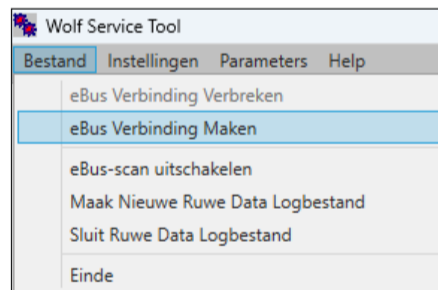 Wolf Service Tool
Bestand Instellingen Parameters Help
eBus Verbinding Verbreken
eBus Verbinding Maken
eBus-scan uitschakelen
Maak Nieuwe Ruwe Data Logbestand
Sluit Ruwe Data Logbestand
Einde